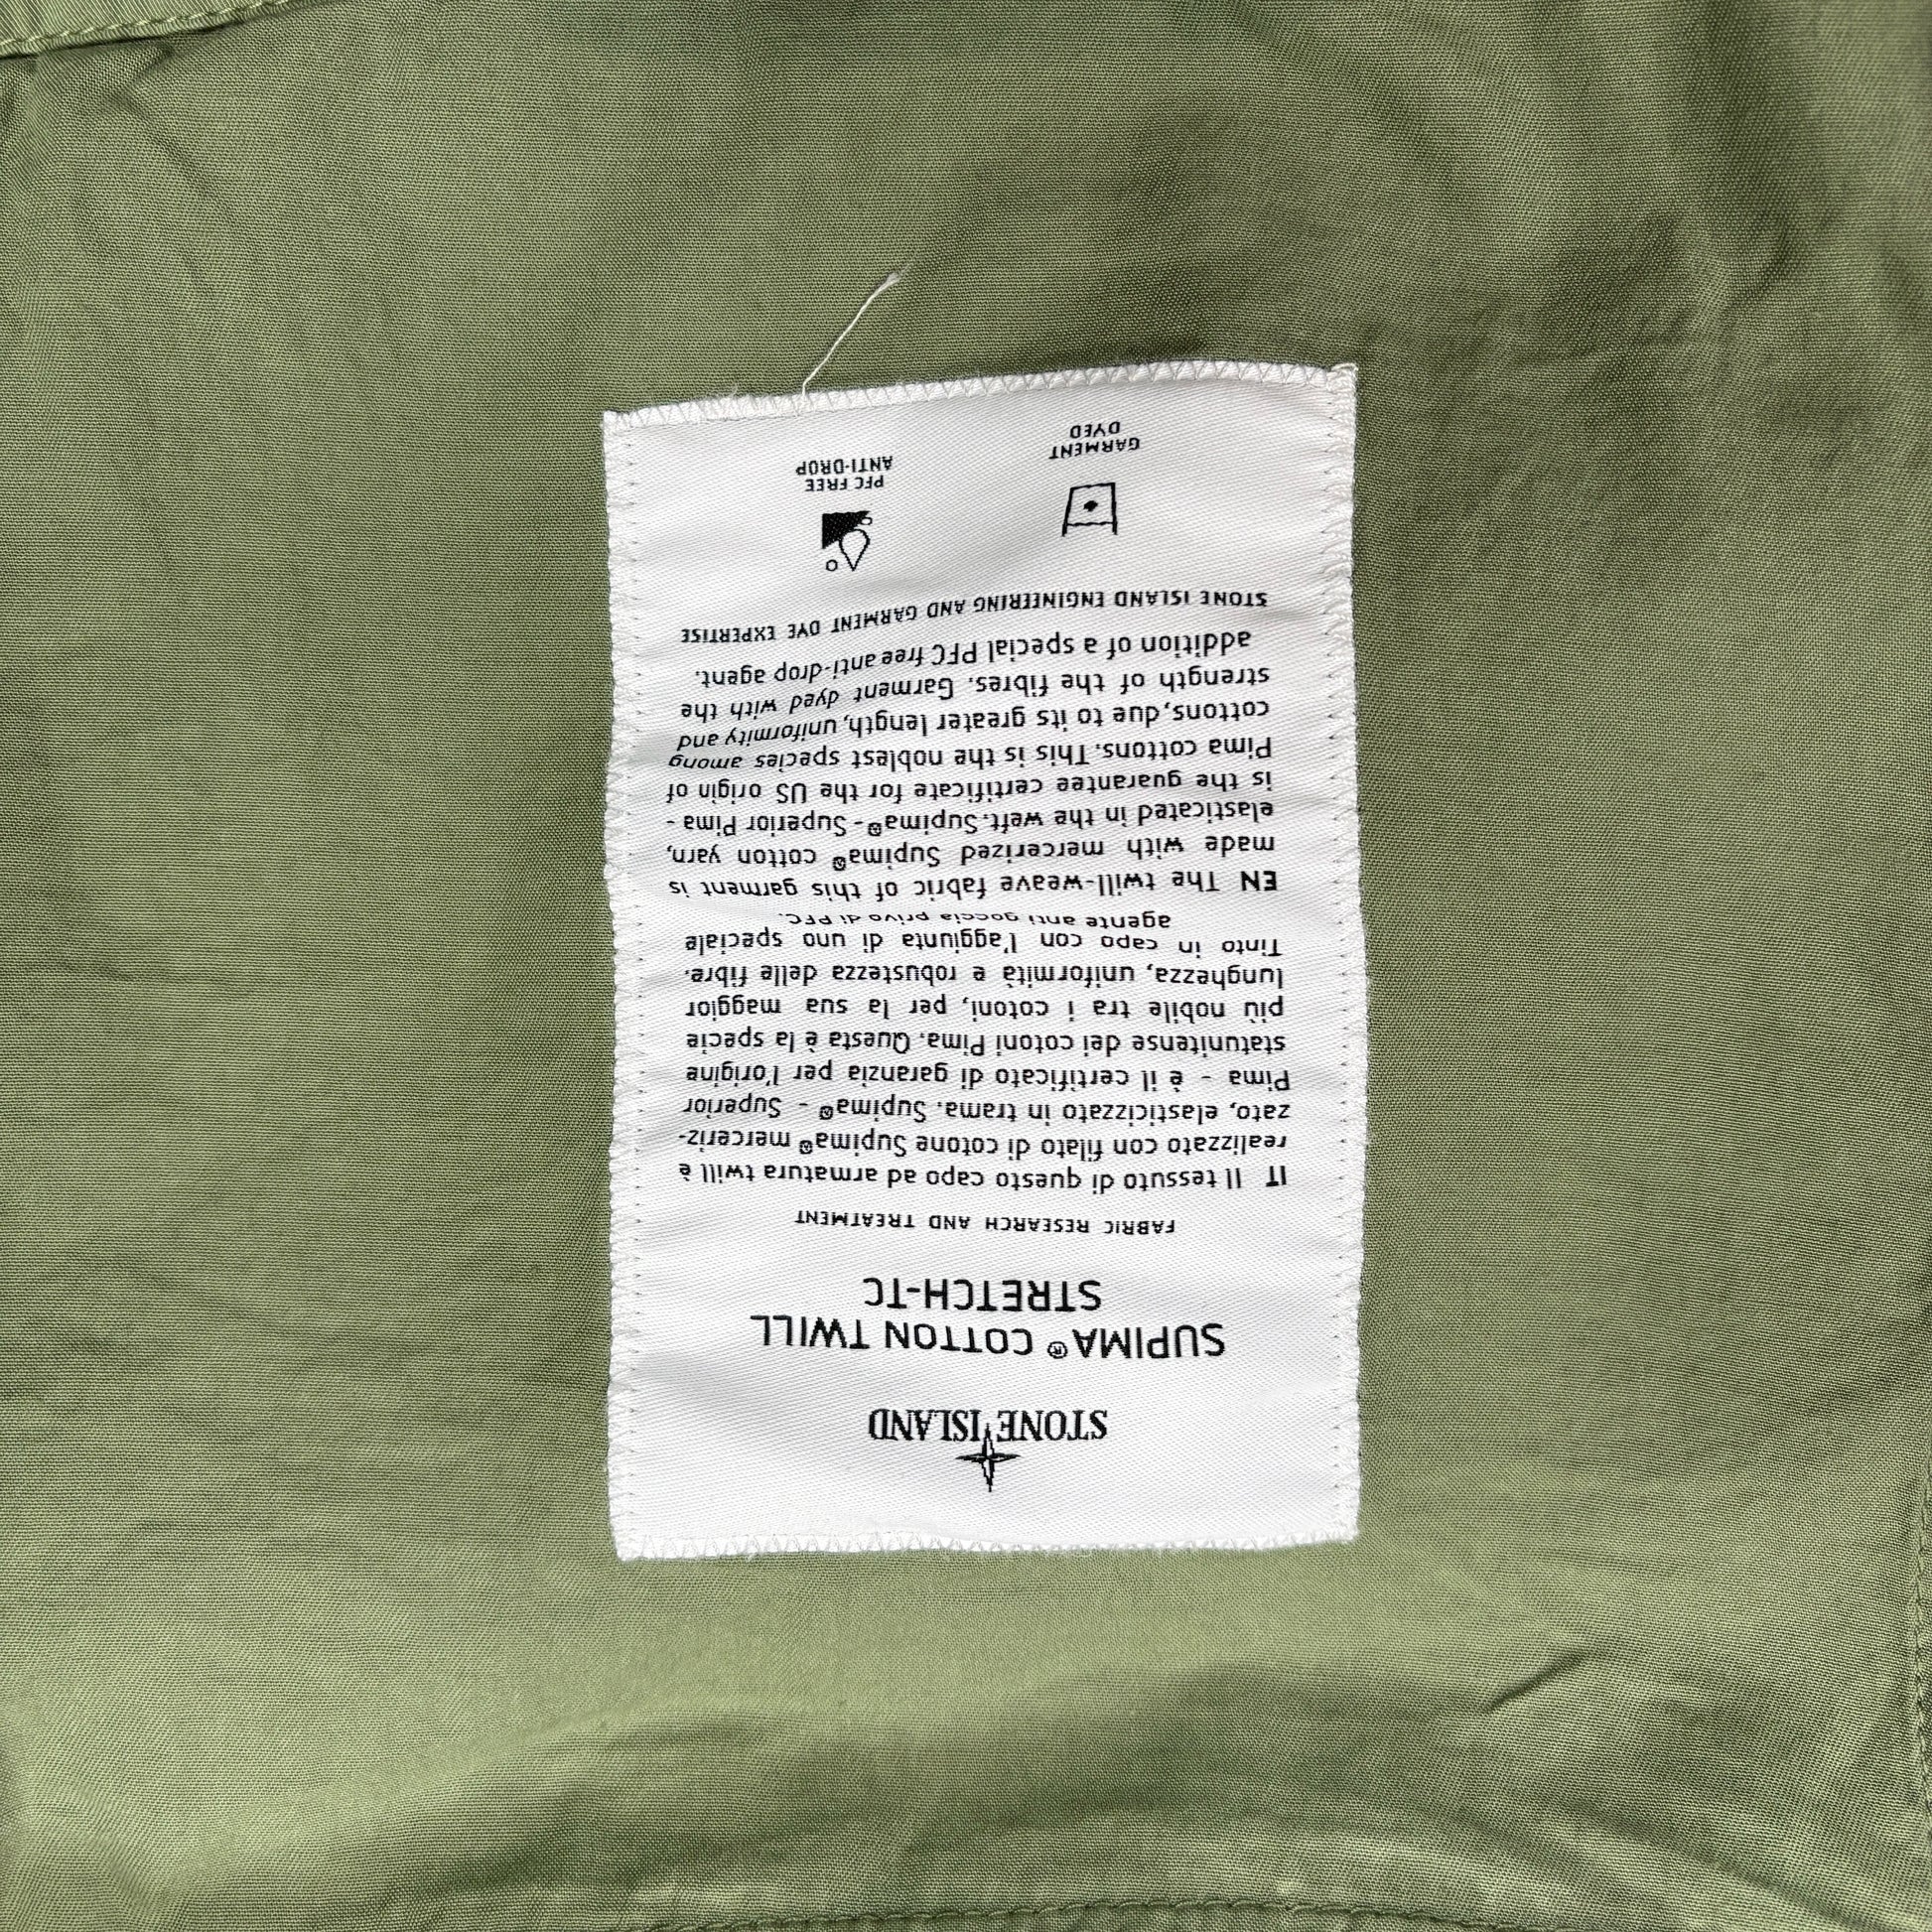 STONE ISLAND
SUPIMA® COTTON TWILL
STRETCH-TC
FABRIC RESEARCH AND TREATMENT
IT Il tessuto di questo capo ad armatura twill è
realizzato con filato di cotone Supima® merceriz-
zato, elasticizzato in trama. Supima® - Superior
Pima - è il certificato di garanzia per l'origine
statunitense dei cotoni Pima. Questa è la specie
più nobile tra i cotoni, per la sua maggior
lunghezza, uniformità e robustezza delle fibre.
Tinto in capo con l'aggiunta di uno speciale
agente anti goccia privo di PFC.
EN The twill-weave fabric of this garment is
made with mercerized Supima® cotton yarn,
elasticated in the weft. Supima® - Superior Pima -
is the guarantee certificate for the US origin of
Pima cottons. This is the noblest species among
cottons, due to its greater length, uniformity and
strength of the fibres. Garment dyed with the
addition of a special PFC free anti-drop agent.
STONE ISLAND ENGINEERING AND GARMENT DYE EXPERTISE
GARMENT
DYED
PFC FREE
ANTI-DROP